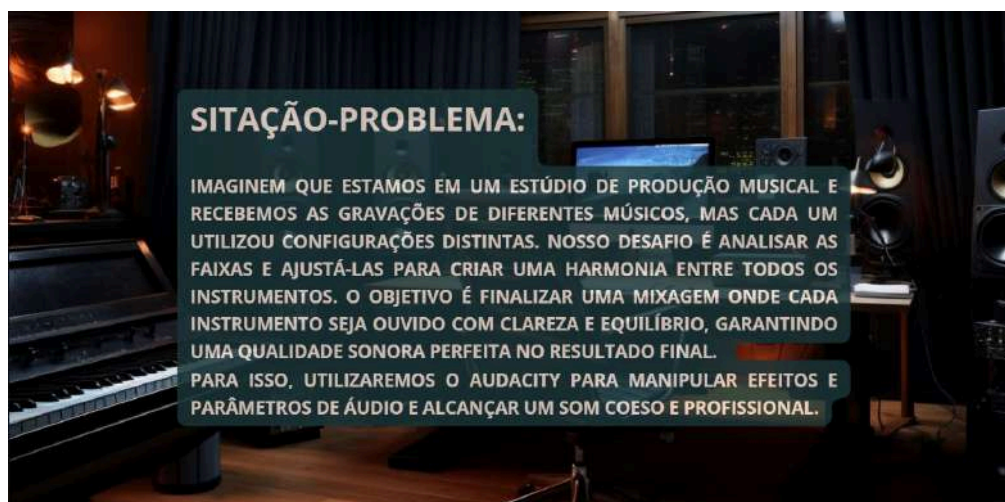 SITAÇÃO-PROBLEMA:
IMAGINEM QUE ESTAMOS EM UM ESTÚDIO DE PRODUÇÃO MUSICAL E
RECEBEMOS AS GRAVAÇÕES DE DIFERENTES MÚSICOS, MAS CADA UM
UTILIZOU CONFIGURAÇÕES DISTINTAS. NOSSO DESAFIO É ANALISAR AS
FAIXAS E AJUSTÁ-LAS PARA CRIAR UMA HARMONIA ENTRE TODOS OS
INSTRUMENTOS. O OBJETIVO É FINALIZAR UMA MIXAGEM ONDE CADA
INSTRUMENTO SEJA OUVIDO COM CLAREZA E EQUILÍBRIO, GARANTINDO
UMA QUALIDADE SONORA PERFEITA NO RESULTADO FINAL.
PARA ISSO, UTILIZAREMOS O AUDACITY PARA MANIPULAR EFEITOS E
PARÂMETROS DE ÁUDIO E ALCANÇAR UM SOM COESO E PROFISSIONAL.